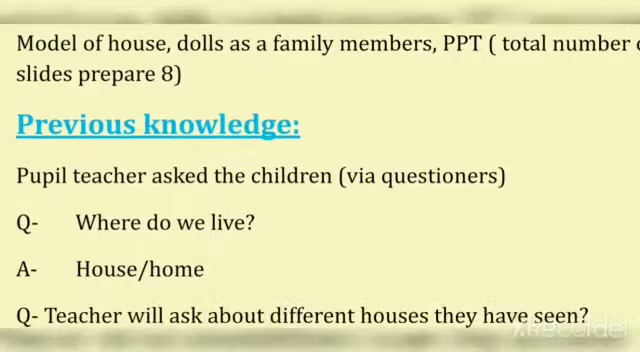 Model of house, dolls as a family members, PPT ( total number
slides prepare 8)
Previous knowledge:
Pupil teacher asked the children (via questioners)
Q- Where do we live?
A- House/home
Q- Teacher will ask about different houses they have seen?
XRecorder